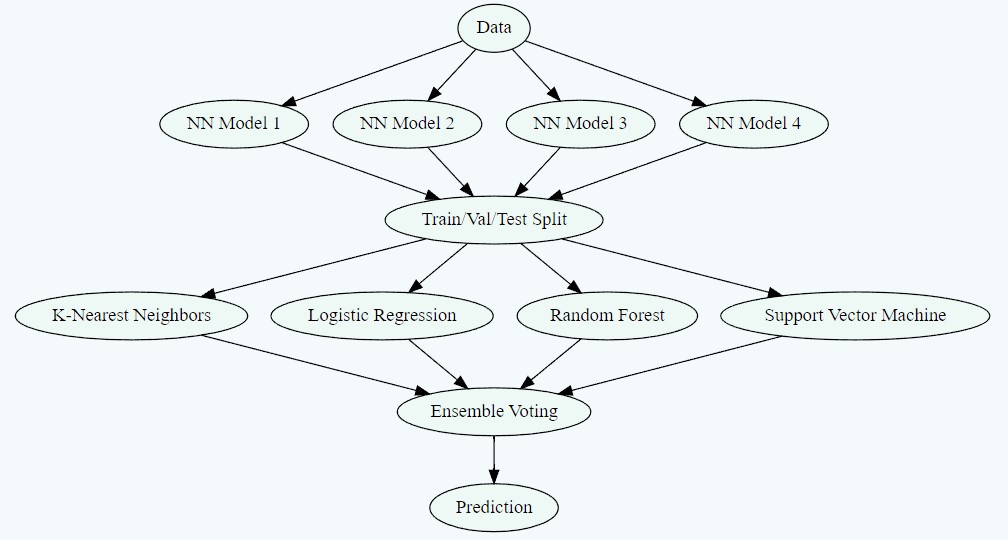 Data
NN Model 1
NN Model 2
NN Model 3
NN Model 4
Train/Val/Test Split
K-Nearest Neighbors
Logistic Regression
Random Forest
Support Vector Machine
Ensemble Voting
Prediction